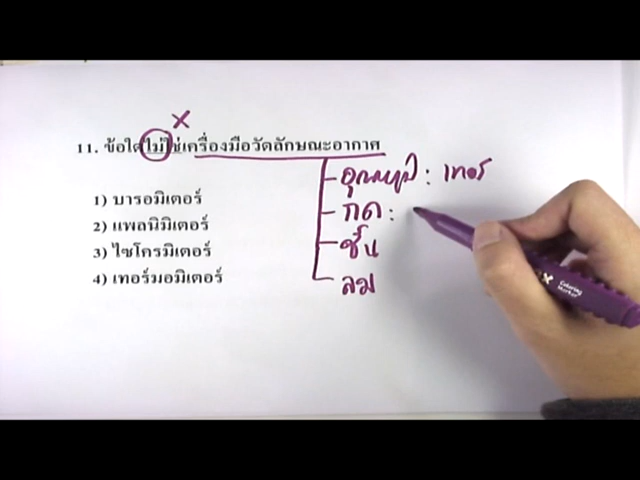 ×
11. ข้อใดไม่ใช่เครื่องมือวัดลักษณะอากาศ
1) บารอมิเตอร์
2) แพลนิมิเตอร์
3) ไซโครมิเตอร์
4) เทอร์มอมิเตอร์
อุณหภูมิ : เทอร์
กด :
ชื้น
ลม
Coloring Marker